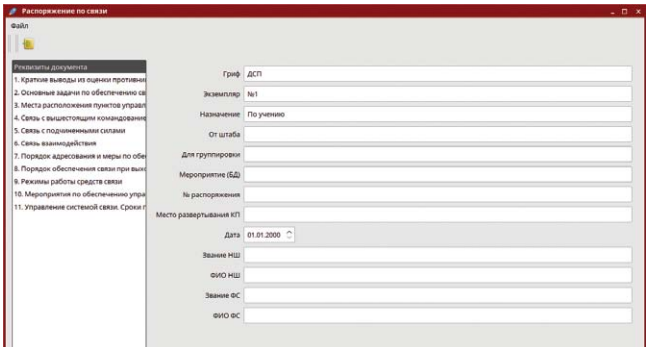 Распоряжение по связи
Файл
Реквизиты документа
1. Краткие выводы из оценки противни
2. Основные задачи по обеспечению св
3. Места расположения пунктов управл
4. Связь с вышестоящим командование
5. Связь с подчиненными силами
6. Связь взаимодействия
7. Порядок адресования и меры по обе
8. Порядок обеспечения связи при вых
9. Режимы работы средств связи
10. Мероприятия по обеспечению упра
11. Управление системой связи. Сроки г
Гриф ДСП
Экземпляр №1
Назначение По учению
От штаба
Для группировки
Мероприятие (БД)
№ распоряжения
Место развертывания КП
Дата 01.01.2000
Звание НШ
ФИО НШ
Звание ФС
ФИО ФС